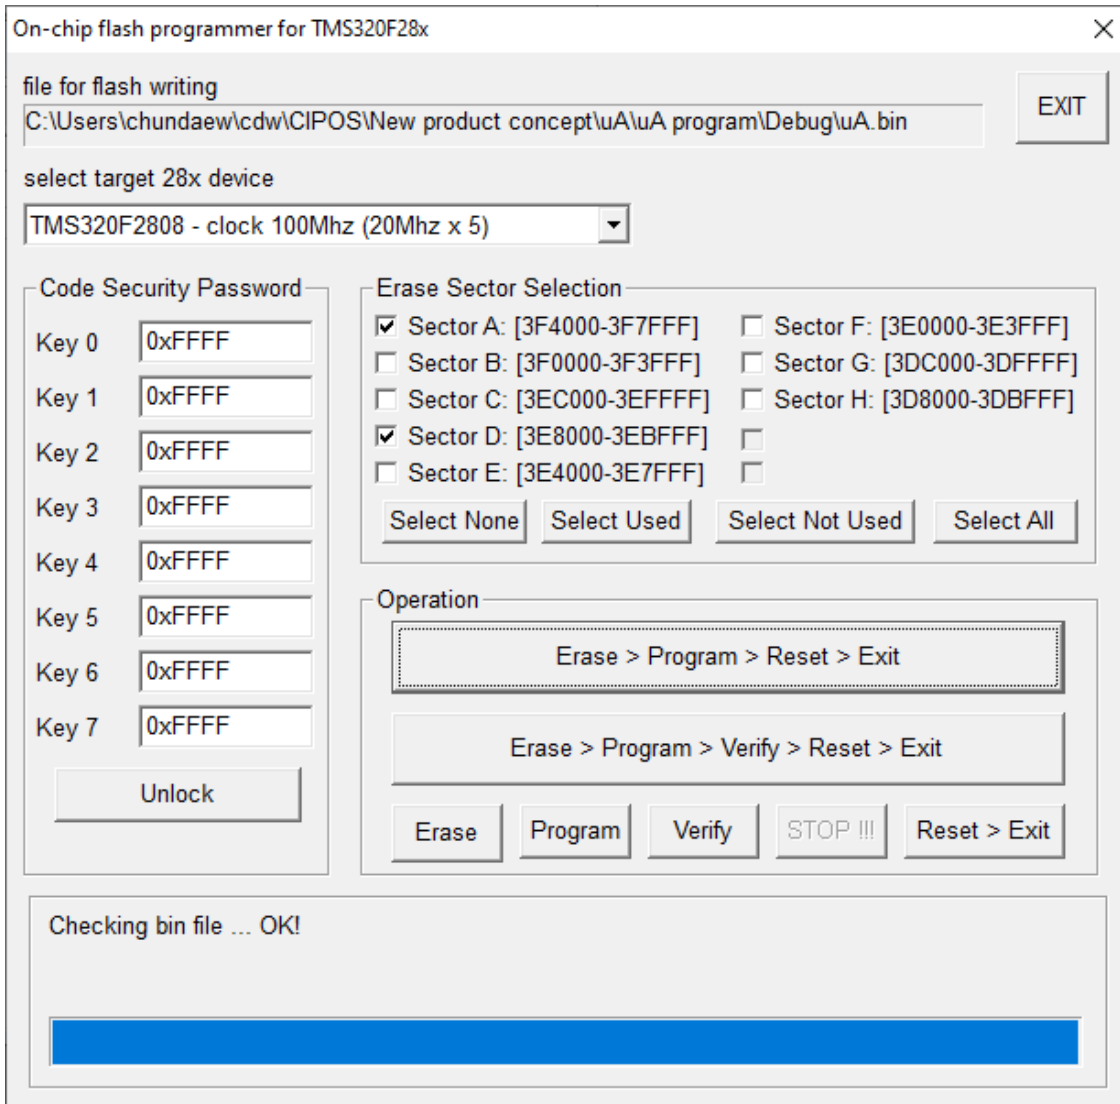 On-chip flash programmer for TMS320F28x
file for flash writing
EXIT
C:\Users\chundaew\cdw\CIPOS\New product concept\uA\uA program\Debug\uA.bin
select target 28x device
TMS320F2808 - clock 100Mhz (20Mhz x 5)
Code Security Password
Key 0 0xFFFF
Key 1 0xFFFF
Key 2 0xFFFF
Key 3 0xFFFF
Key 4 0xFFFF
Key 5 0xFFFF
Key 6 0xFFFF
Key 7 0xFFFF
Unlock
Erase Sector Selection
Sector A: [3F4000-3F7FFF] Sector F: [3E0000-3E3FFF]
Sector B: [3F0000-3F3FFF] Sector G: [3DC000-3DFFFF]
Sector C: [3EC000-3EFFFF] Sector H: [3D8000-3DBFFF]
Sector D: [3E8000-3EBFFF]
Sector E: [3E4000-3E7FFF]
Select None Select Used Select Not Used Select All
Operation
Erase > Program > Reset > Exit
Erase > Program > Verify > Reset > Exit
Erase Program Verify STOP !!! Reset > Exit
Checking bin file ... OK!